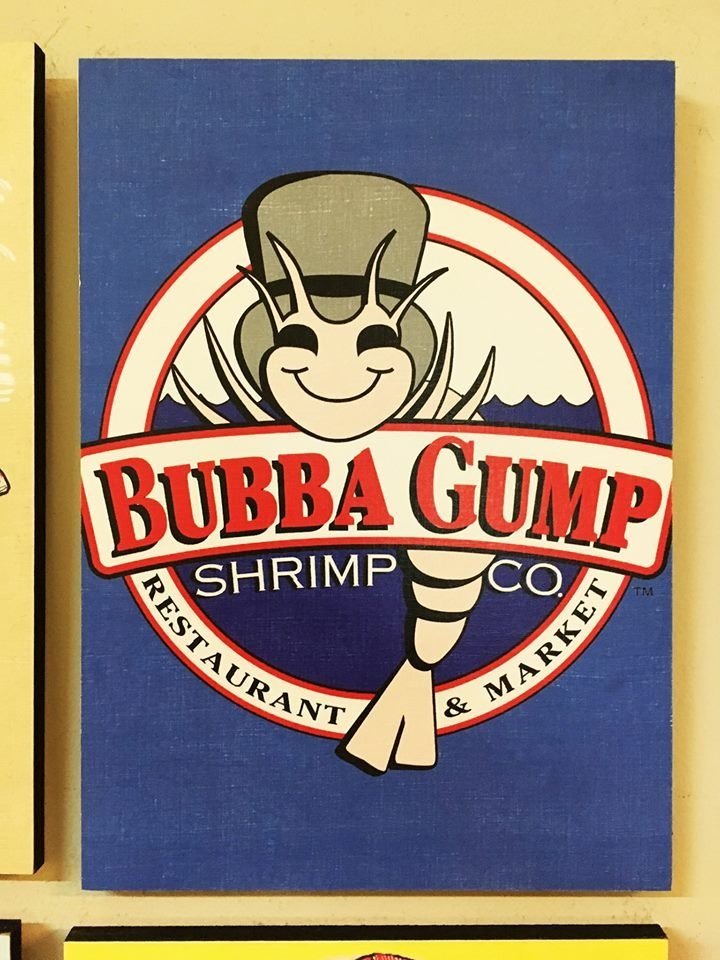 BUBBA GUMP
SHRIMP CO.
TM
RESTAURANT & MARKET